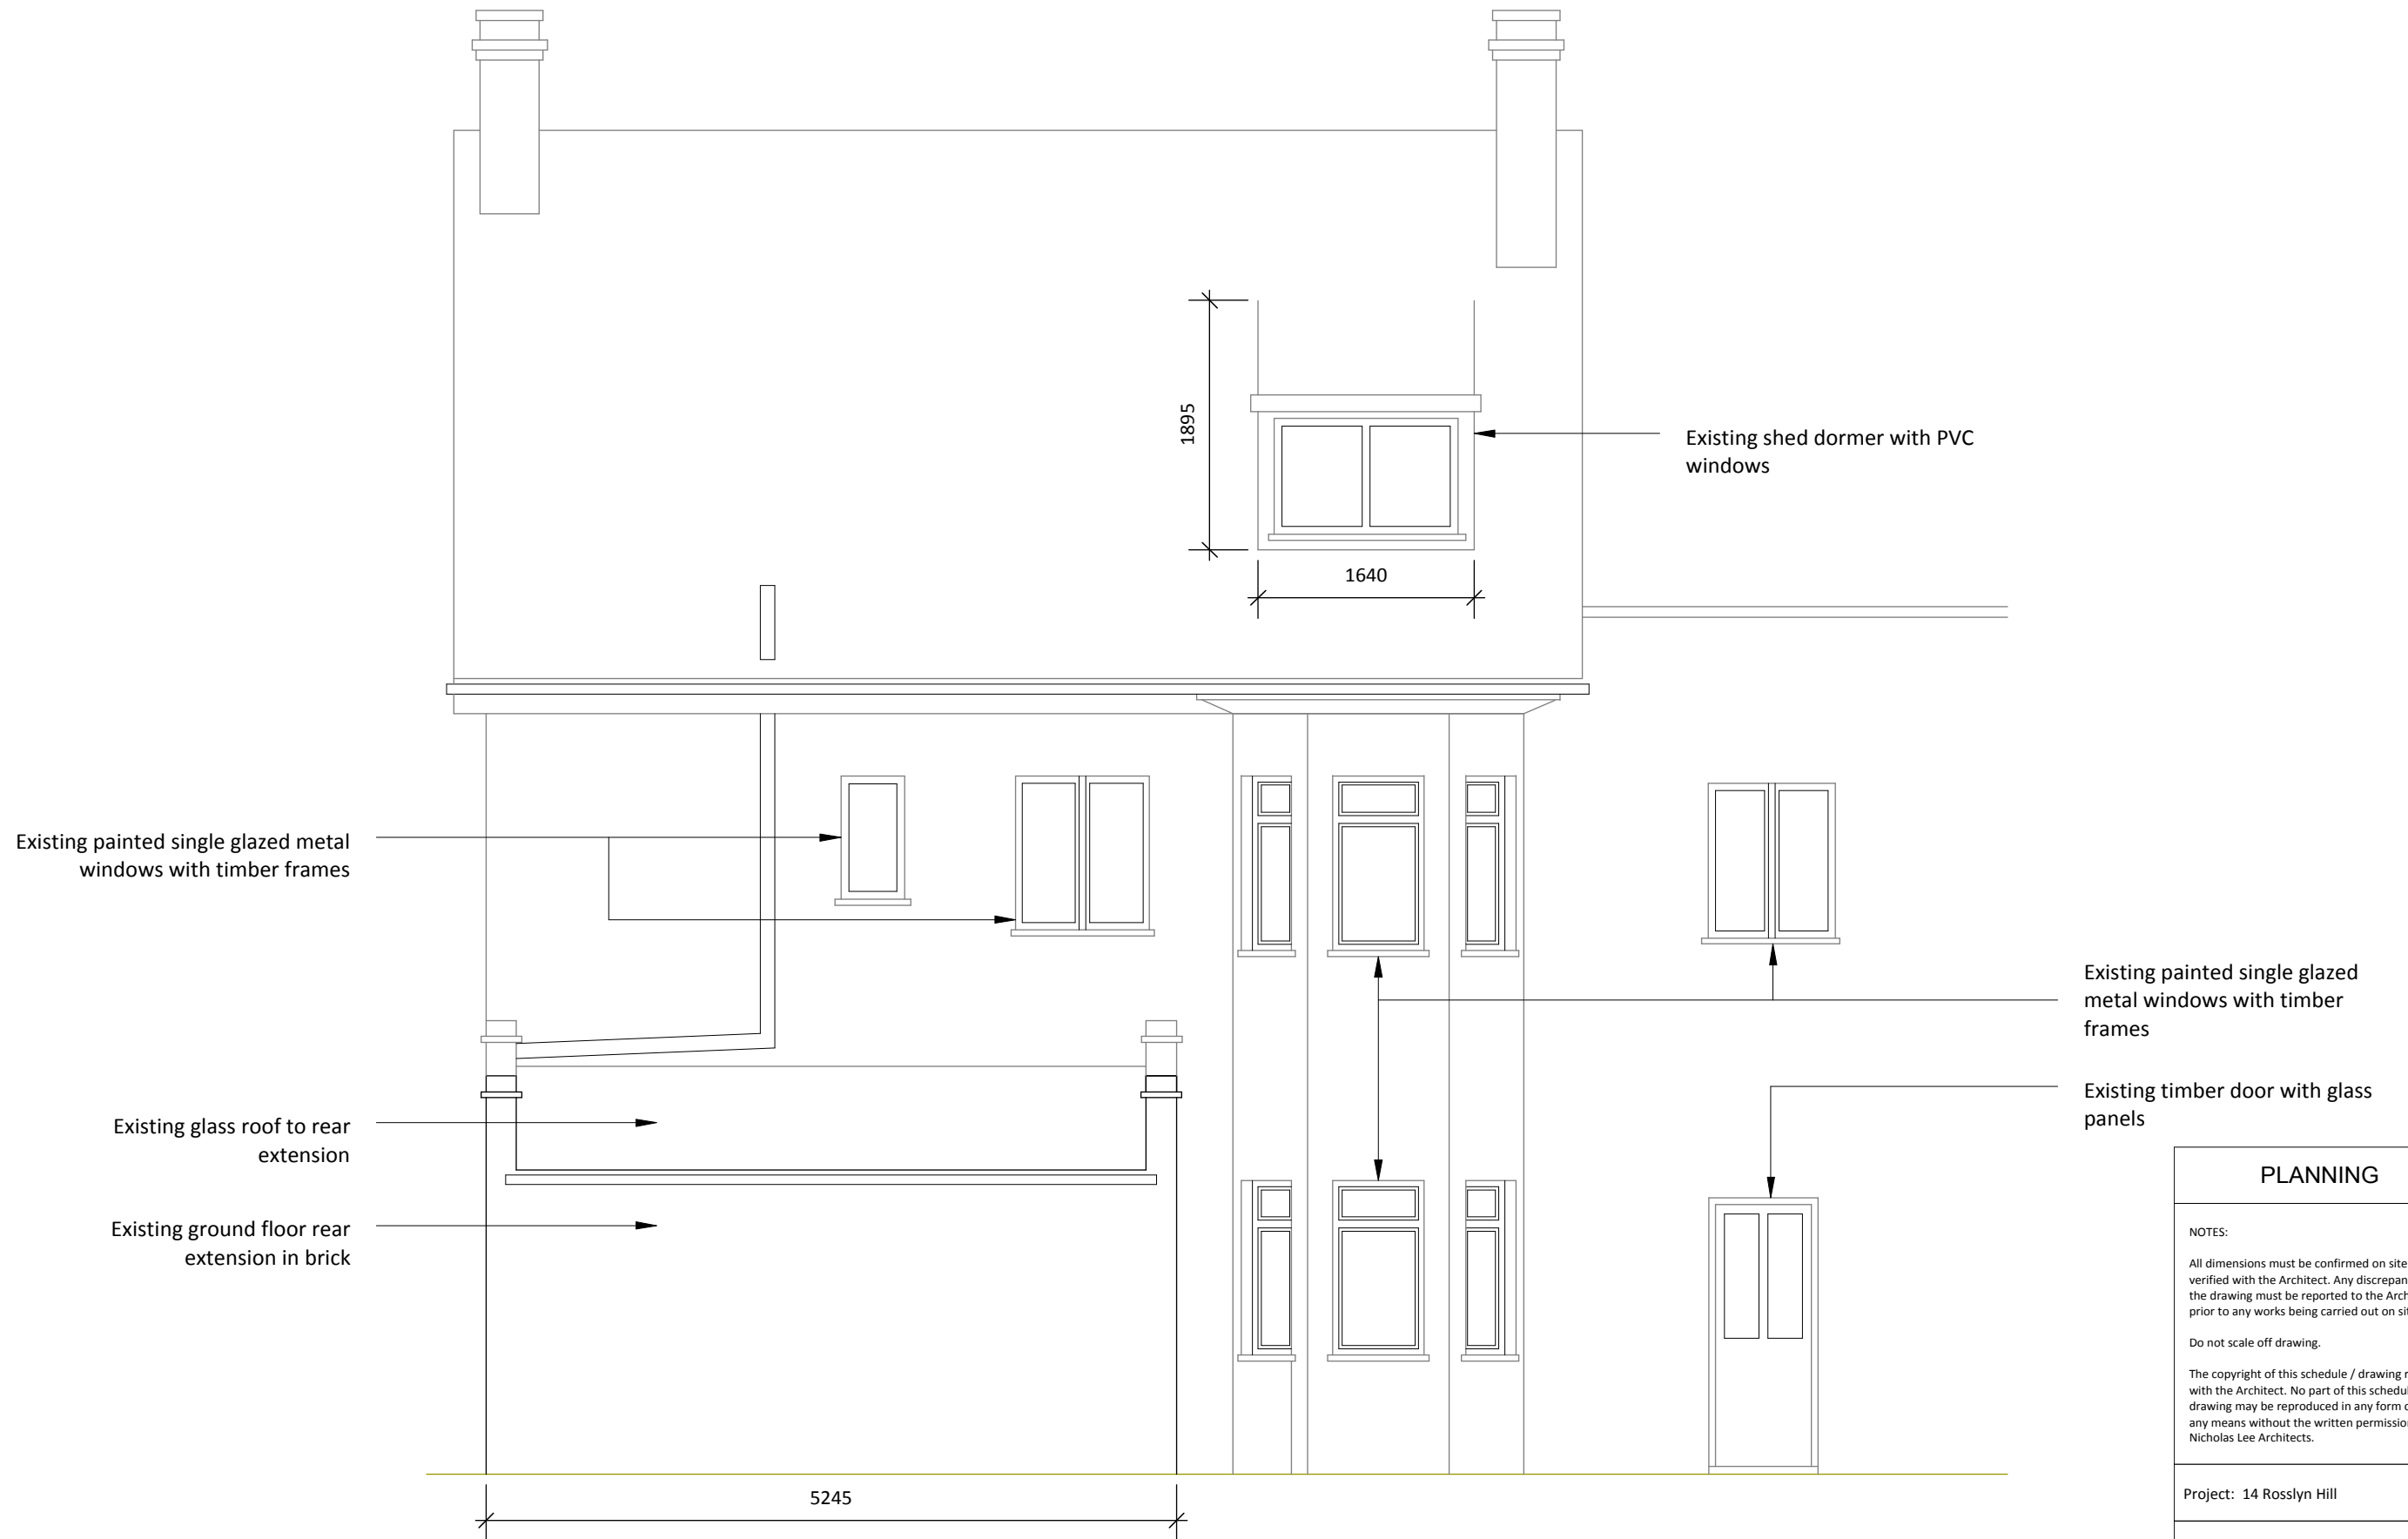 1895
Existing shed dormer with PVC
windows
1640
Existing painted single glazed metal
windows with timber frames
Existing painted single glazed
metal windows with timber
frames
Existing timber door with glass
panels
Existing glass roof to rear
extension
Existing ground floor rear
extension in brick
5245
PLANNING
NOTES:
All dimensions must be confirmed on site
verified with the Architect. Any
the drawing must be reported to the
prior to any works being carried out on
Do not scale off drawing.
The copyright of this schedule / drawing
with the Architect. No part of this
drawing may be reproduced in any form
any means without the written
Nicholas Lee Architects.
Project: 14 Rosslyn Hill